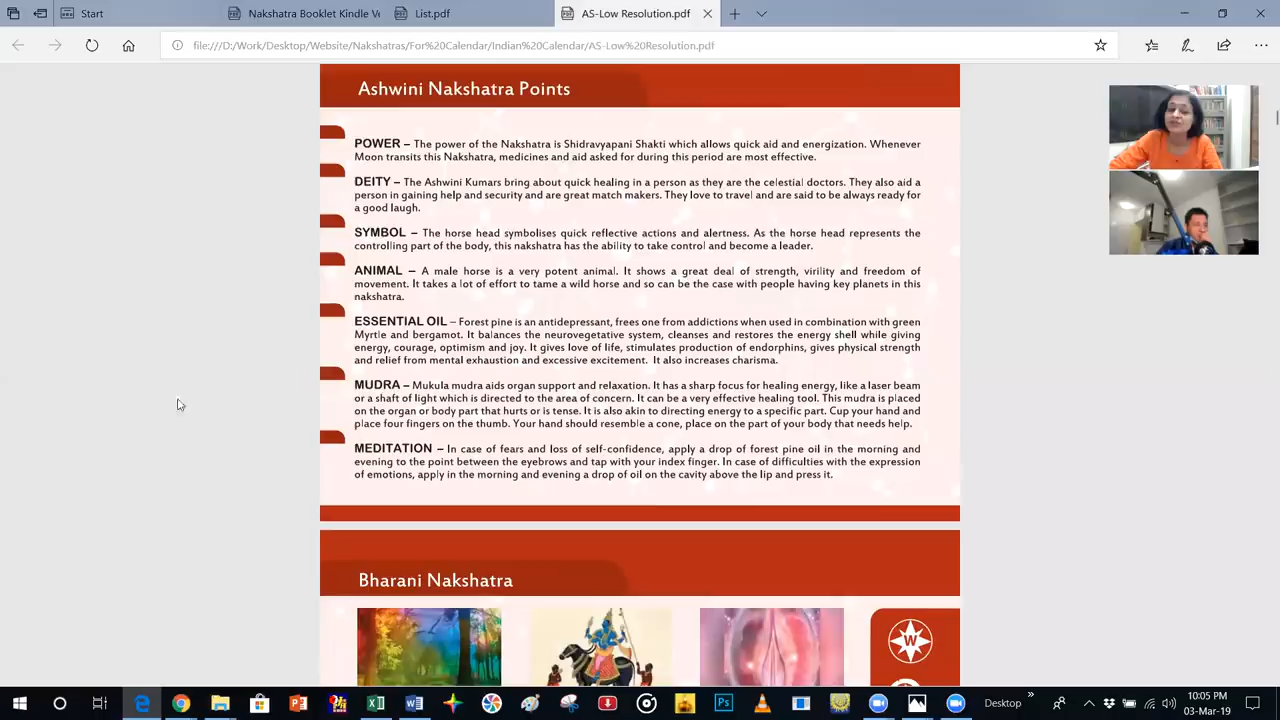 Start
AS-Low Resolution.pdf
file:///D:/Work/Desktop/Website/Nakshatras/For%20Calendar/Indian%20Calendar/AS-Low%20Resolution.pdf
Ashwini Nakshatra Points
POWER – The power of the Nakshatra is Shidravyapani Shakti which allows quick aid and energization. Whenever
Moon transits this Nakshatra, medicines and aid asked for during this period are most effective.
DEITY – The Ashwini Kumars bring about quick healing in a person as they are the celestial doctors. They also aid a
person in gaining help and security and are great match makers. They love to travel and are said to be always ready for
a good laugh.
SYMBOL – The horse head symbolises quick reflective actions and alertness. As the horse head represents the
controlling part of the body, this nakshatra has the ability to take control and become a leader.
ANIMAL – A male horse is a very potent animal. It shows a great deal of strength, virility and freedom of
movement. It takes a lot of effort to tame a wild horse and so can be the case with people having key planets in this
nakshatra.
ESSENTIAL OIL – Forest pine is an antidepressant, frees one from addictions when used in combination with green
Myrtle and bergamot. It balances the neurovegetative system, cleanses and restores the energy shell while giving
energy, courage, optimism and joy. It gives love of life, stimulates production of endorphins, gives physical strength
and relief from mental exhaustion and excessive excitement. It also increases charisma.
MUDRA – Mukula mudra aids organ support and relaxation. It has a sharp focus for healing energy, like a laser beam
or a shaft of light which is directed to the area of concern. It can be a very effective healing tool. This mudra is placed
on the organ or body part that hurts or is tense. It is also akin to directing energy to a specific part. Cup your hand and
place four fingers on the thumb. Your hand should resemble a cone, place on the part of your body that needs help.
MEDITATION – In case of fears and loss of self-confidence, apply a drop of forest pine oil in the morning and
evening to the point between the eyebrows and tap with your index finger. In case of difficulties with the expression
of emotions, apply in the morning and evening a drop of oil on the cavity above the lip and press it.
Bharani Nakshatra
W
Desktop
10:05 PM
03-Mar-19